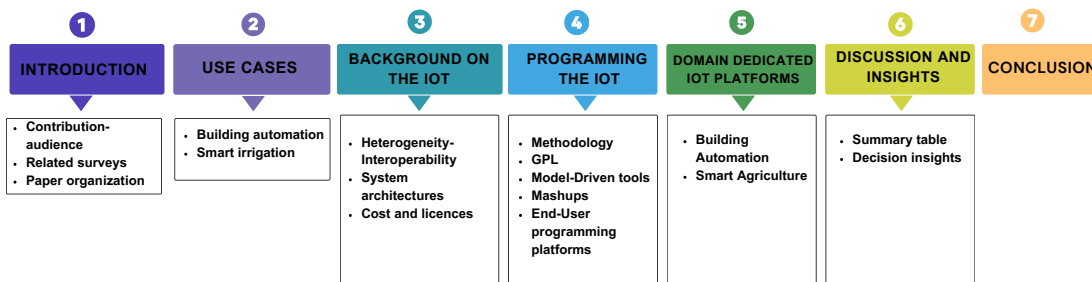 1
INTRODUCTION
Contribution-
audience
Related surveys
Paper organization
2
USE CASES
Building automation
Smart irrigation
3
BACKGROUND ON
THE IOT
Heterogeneity-
Interoperability
System
architectures
Cost and licences
4
PROGRAMMING
THE IOT
Methodology
GPL
Model-Driven tools
Mashups
End-User
programming
platforms
5
DOMAIN DEDICATED
IOT PLATFORMS
Building
Automation
Smart Agriculture
6
DISCUSSION AND
INSIGHTS
Summary table
Decision insights
7
CONCLUSION